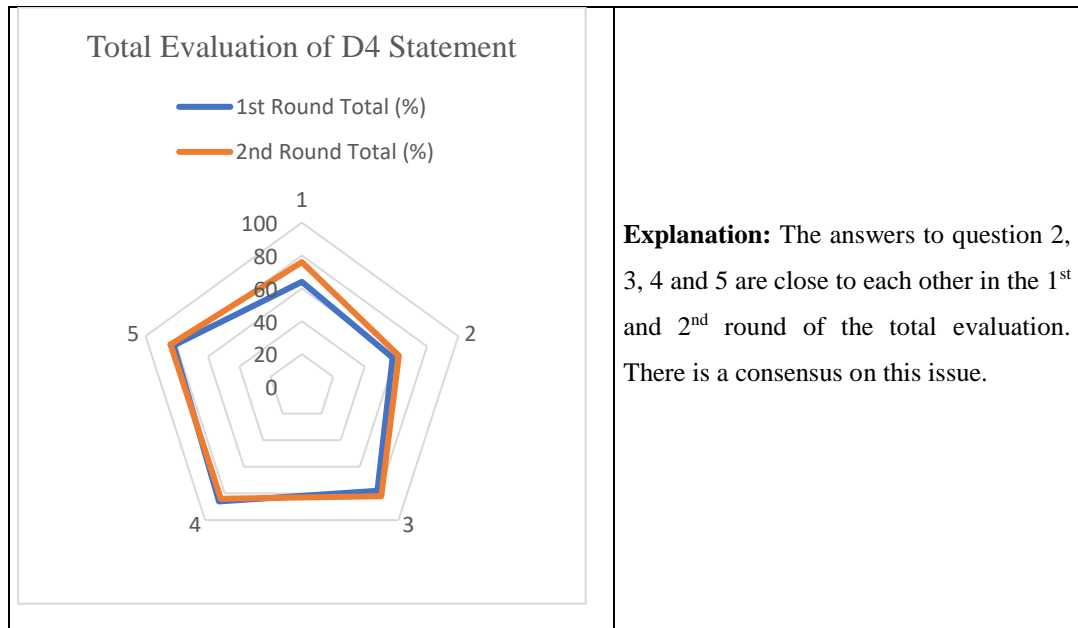 Total Evaluation of D4 Statement
1st Round Total (%)
2nd Round Total (%)
1
100
80
60
40
20
0
2
3
4
5
Explanation: The answers to question 2,
3, 4 and 5 are close to each other in the 1st
and 2nd round of the total evaluation.
There is a consensus on this issue.